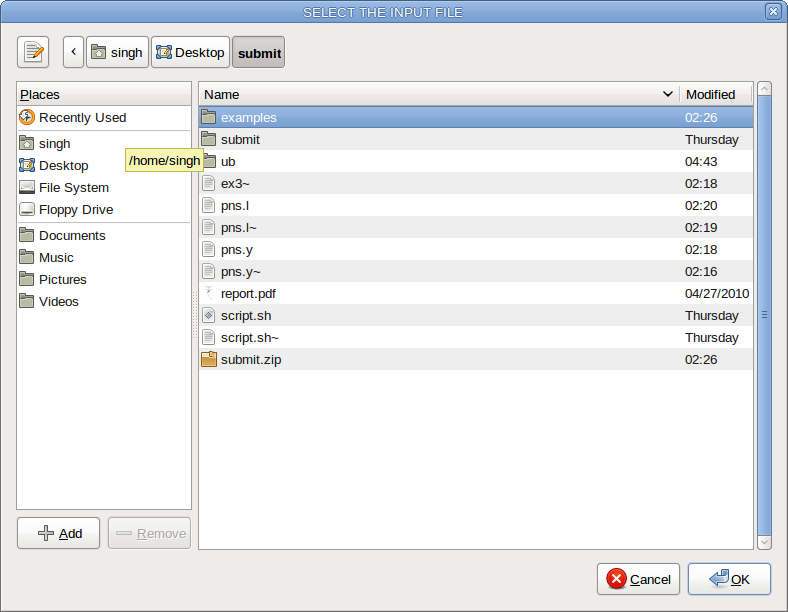 SELECT THE INPUT FILE
singh Desktop submit
Places
Recently Used
singh
Desktop
File System
Floppy Drive
Documents
Music
Pictures
Videos
/home/singh
Name Modified
examples 02:26
submit Thursday
ub 04:43
ex3~ 02:18
pns.l 02:20
pns.l~ 02:19
pns.y 02:18
pns.y~ 02:16
report.pdf 04/27/2010
script.sh Thursday
script.sh~ Thursday
submit.zip 02:26
Add Remove
Cancel OK